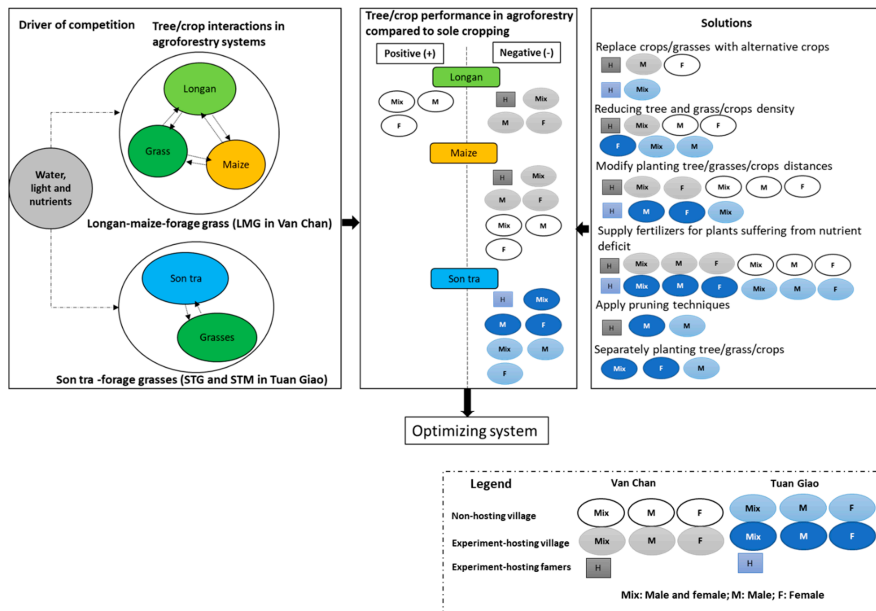 Driver of competition
Tree/crop interactions in
agroforestry systems
Longan
Grass
Maize
Water,
light and
nutrients
Longan-maize-forage grass (LMG in Van Chan)
Son tra
Grasses
Son tra -forage grasses (STG and STM in Tuan Giao)
Tree/crop performance in agroforestry
compared to sole cropping
Positive (+)
Negative (-)
Longan
Mix M
F
H Mix
M F
Maize
H Mix
M F
Mix M
F
Son tra
H Mix
M F
Mix M
F
Solutions
Replace crops/grasses with alternative crops
H M F
H Mix
Reducing tree and grass/crops density
H Mix M F
F Mix M
Modify planting tree/grasses/crops distances
H Mix F Mix M F
H M F Mix
Supply fertilizers for plants suffering from nutrient
deficit
H Mix M F Mix M F
H Mix M F Mix M F
Apply pruning techniques
H M M
Separately planting tree/grass/crops
Mix F M
Optimizing system
Legend
Van Chan
Tuan Giao
Non-hosting village
Mix M F Mix M F
Experiment-hosting village
Mix M F Mix M F
Experiment-hosting famers
H H
Mix: Male and female; M: Male; F: Female